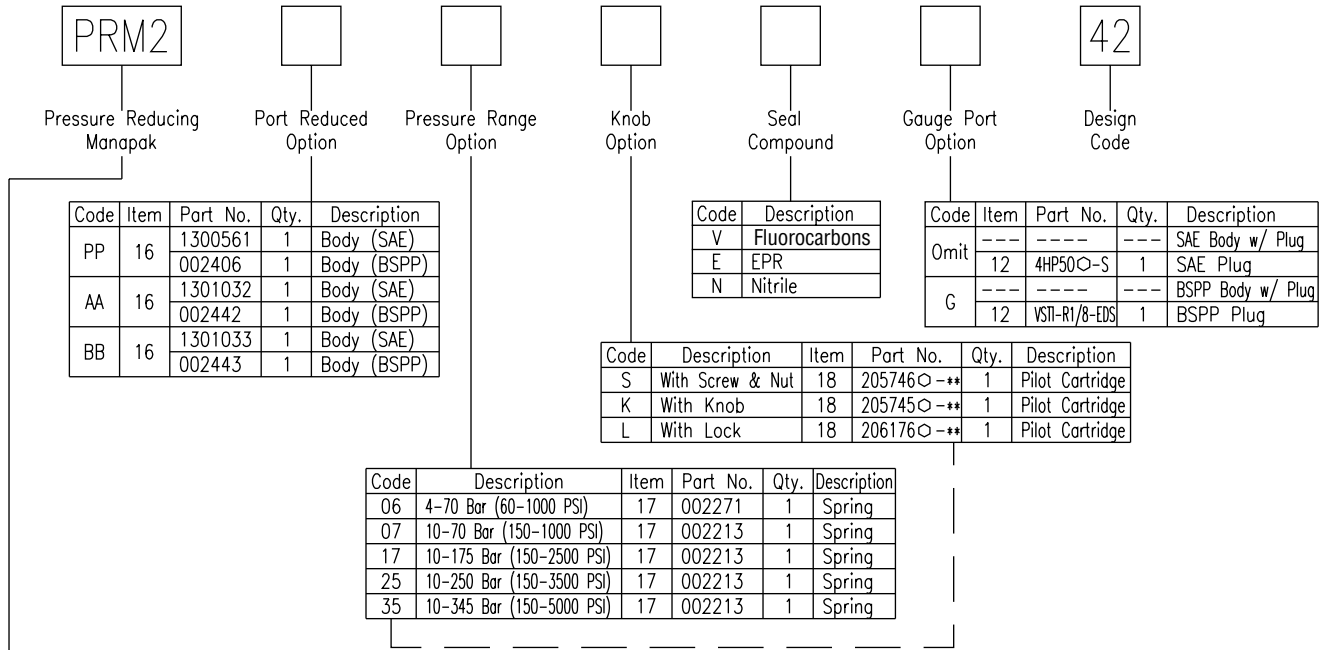 PRM2
42
Pressure Reducing
Manapak
Port Reduced
Option
Pressure Range
Option
Knob
Option
Seal
Compound
Gauge Port
Option
Design
Code
Code Item Part No. Qty. Description
PP 16 1300561 1 Body (SAE)
002406 1 Body (BSPP)
AA 16 1301032 1 Body (SAE)
002442 1 Body (BSPP)
BB 16 1301033 1 Body (SAE)
002443 1 Body (BSPP)
Code Description
V Fluorocarbons
E EPR
N Nitrile
Code Item Part No. Qty. Description
Omit --- ---- --- SAE Body w/ Plug
12 4HP50⬡-S 1 SAE Plug
G --- ---- --- BSPP Body w/ Plug
12 VSTI-R1/8-EDS 1 BSPP Plug
Code Description Item Part No. Qty. Description
S With Screw & Nut 18 205746⬡-** 1 Pilot Cartridge
K With Knob 18 205745⬡-** 1 Pilot Cartridge
L With Lock 18 206176⬡-** 1 Pilot Cartridge
Code Description Item Part No. Qty. Description
06 4-70 Bar (60-1000 PSI) 17 002271 1 Spring
07 10-70 Bar (150-1000 PSI) 17 002213 1 Spring
17 10-175 Bar (150-2500 PSI) 17 002213 1 Spring
25 10-250 Bar (150-3500 PSI) 17 002213 1 Spring
35 10-345 Bar (150-5000 PSI) 17 002213 1 Spring